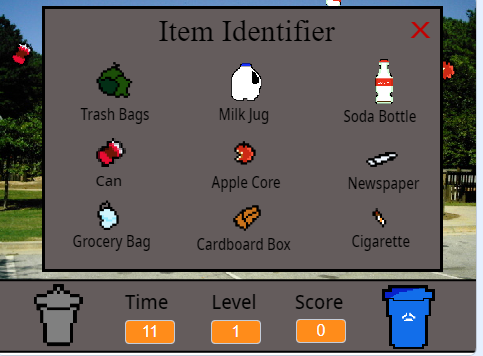 Item Identifier
Trash Bags
Milk Jug
Soda Bottle
Can
Apple Core
Newspaper
Grocery Bag
Cardboard Box
Cigarette
Time
Level
Score
11
1
0